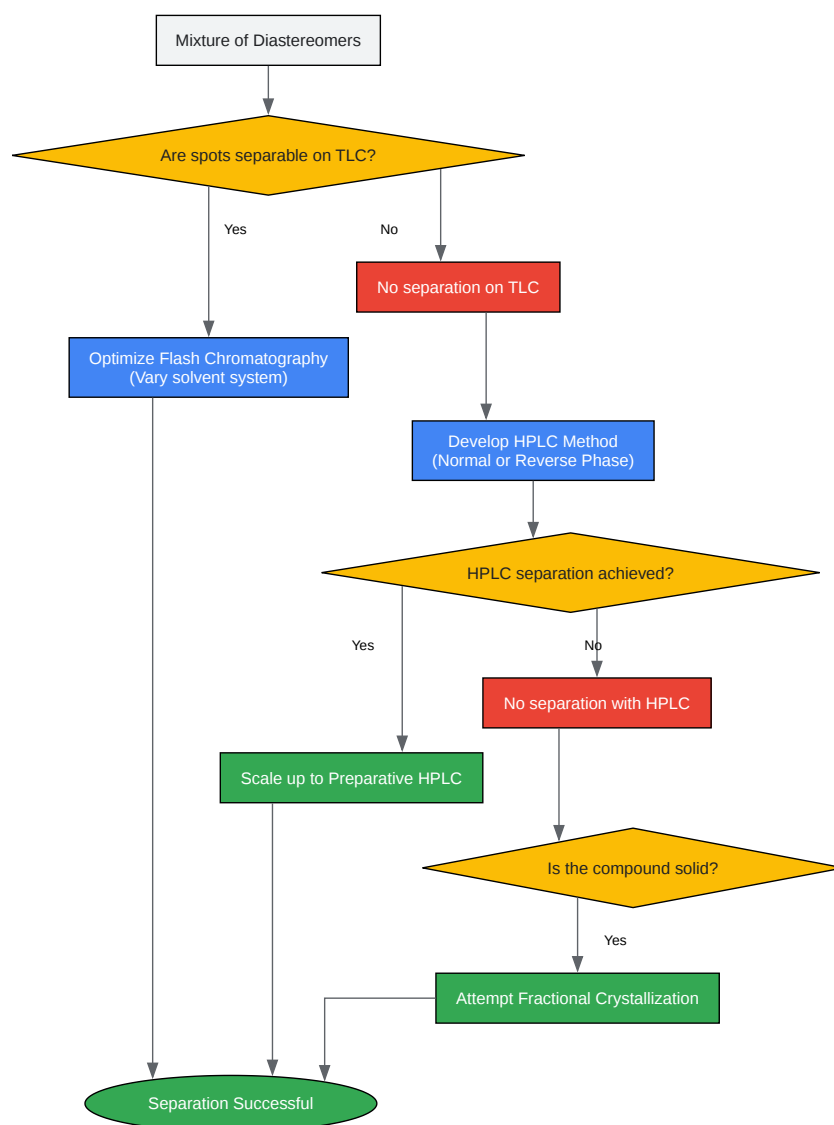 Mixture of Diastereomers
Are spots separable on TLC?
Yes
No
No separation on TLC
Optimize Flash Chromatography
(Vary solvent system)
Develop HPLC Method
(Normal or Reverse Phase)
HPLC separation achieved?
Yes
No
No separation with HPLC
Scale up to Preparative HPLC
Is the compound solid?
Yes
Attempt Fractional Crystallization
Separation Successful